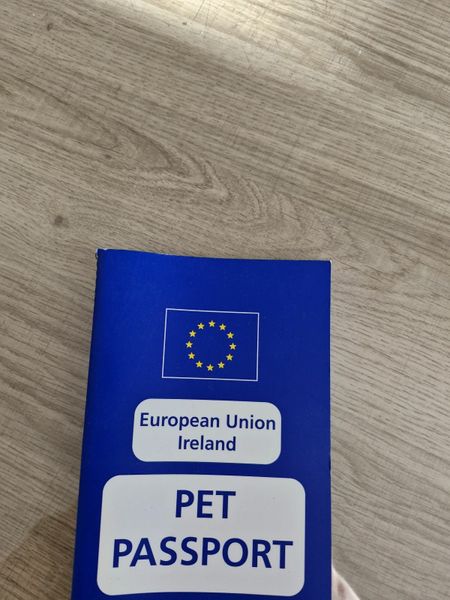 European Union
Ireland
PET
PASSPORT